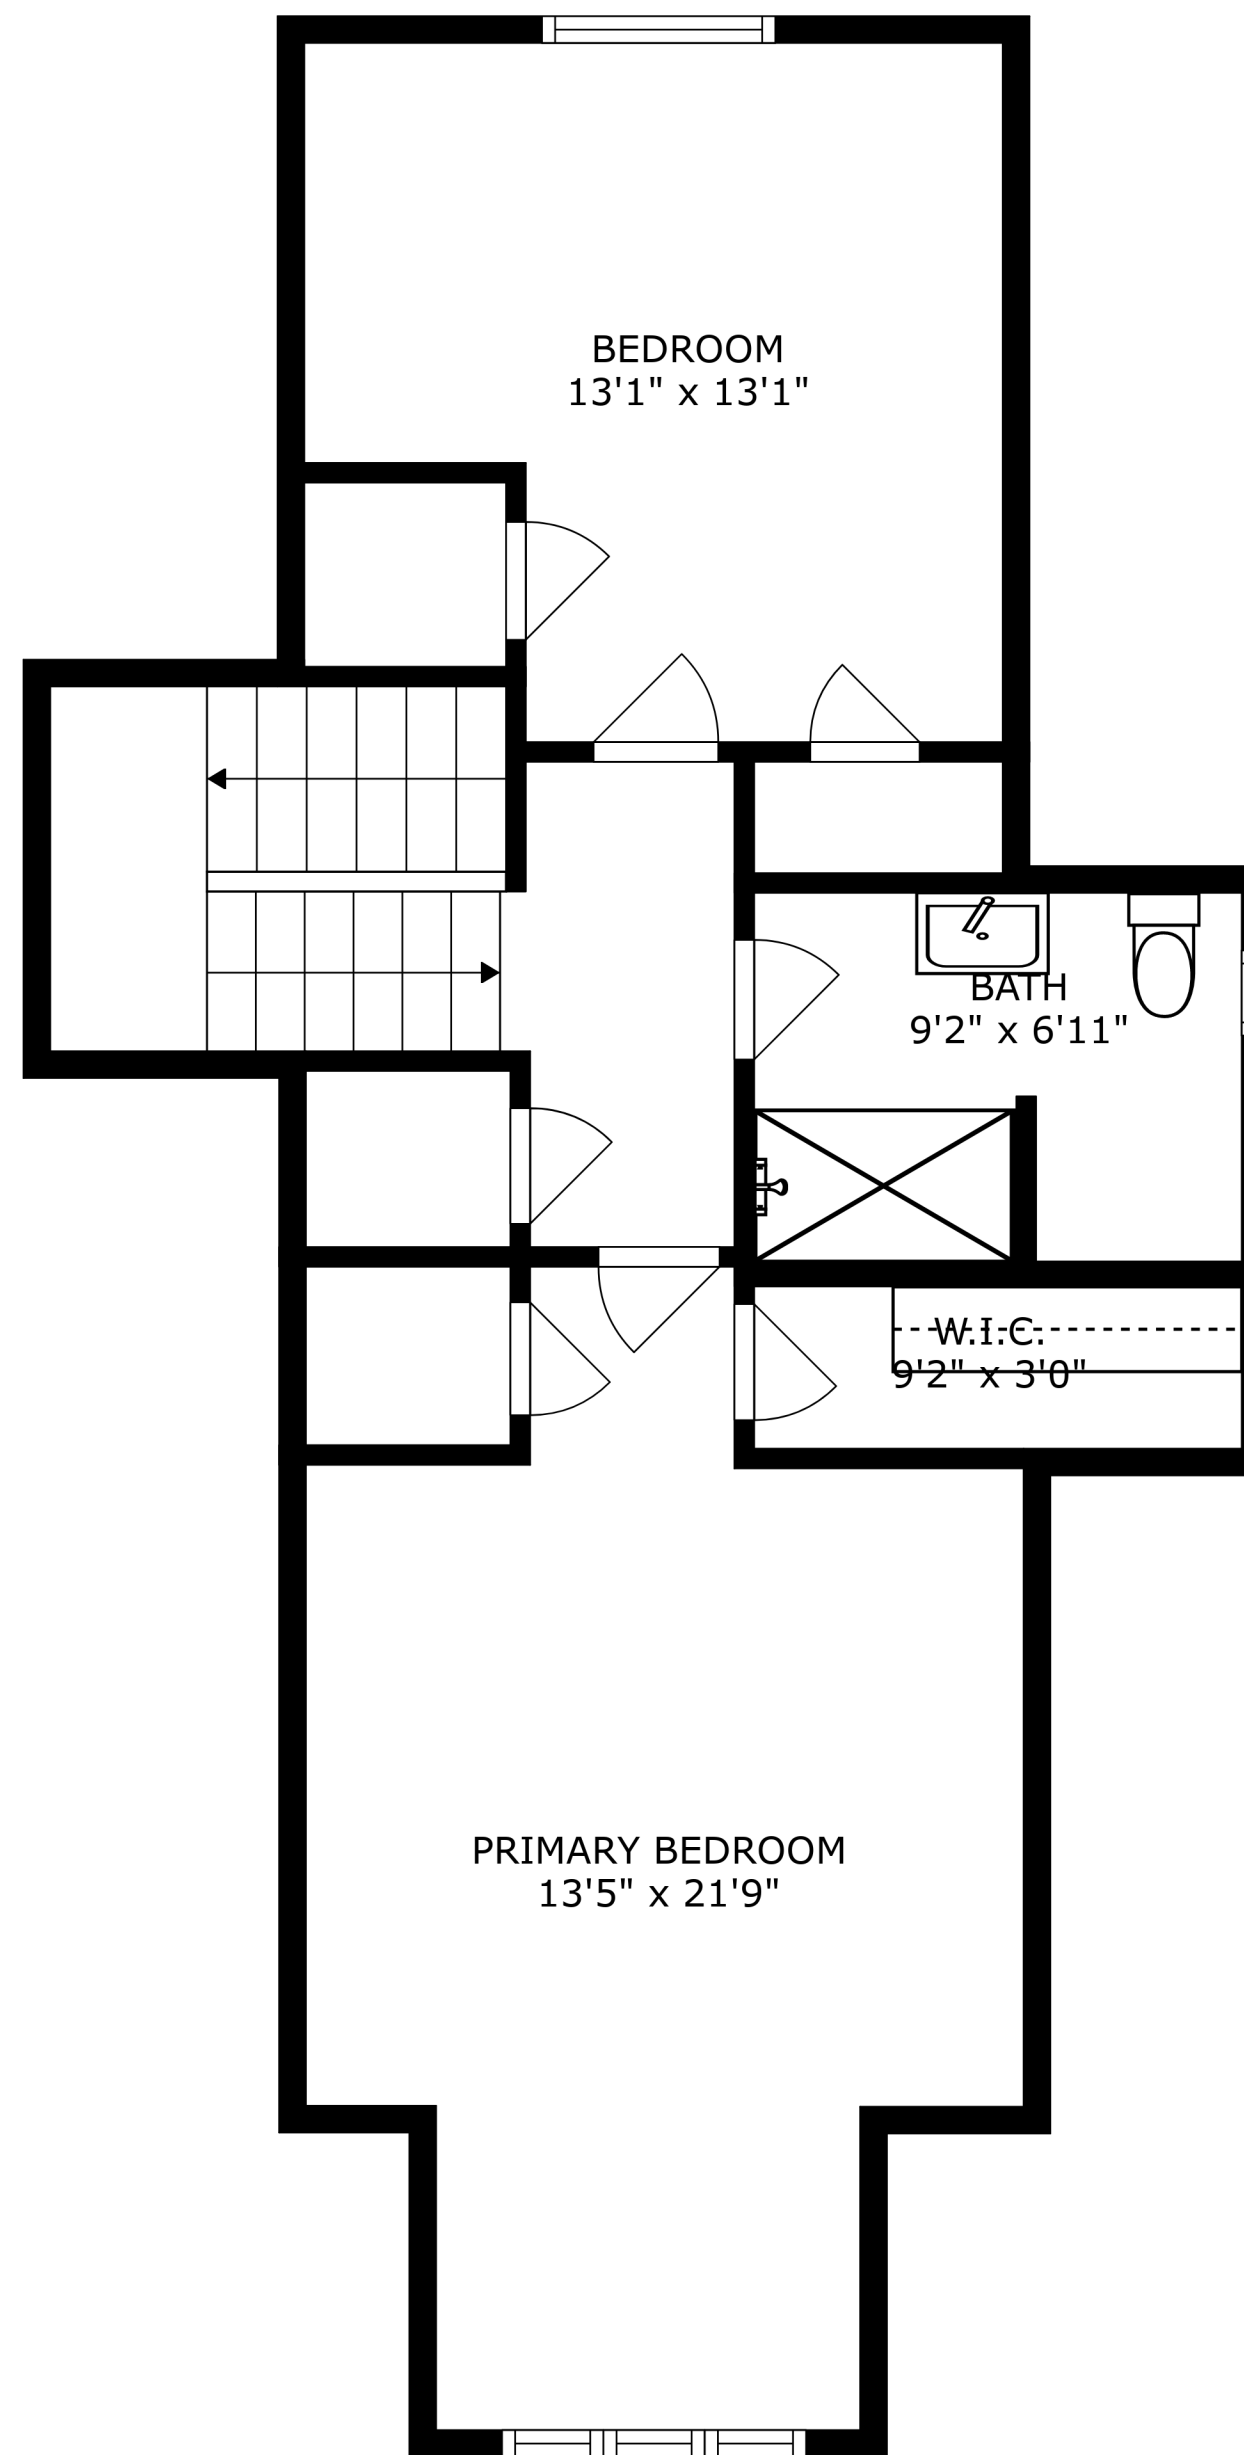 BEDROOM
13'1" x 13'1"
BATH
9'2" x 6'11"
W.I.C.
9'2" x 3'0"
PRIMARY BEDROOM
13'5" x 21'9"